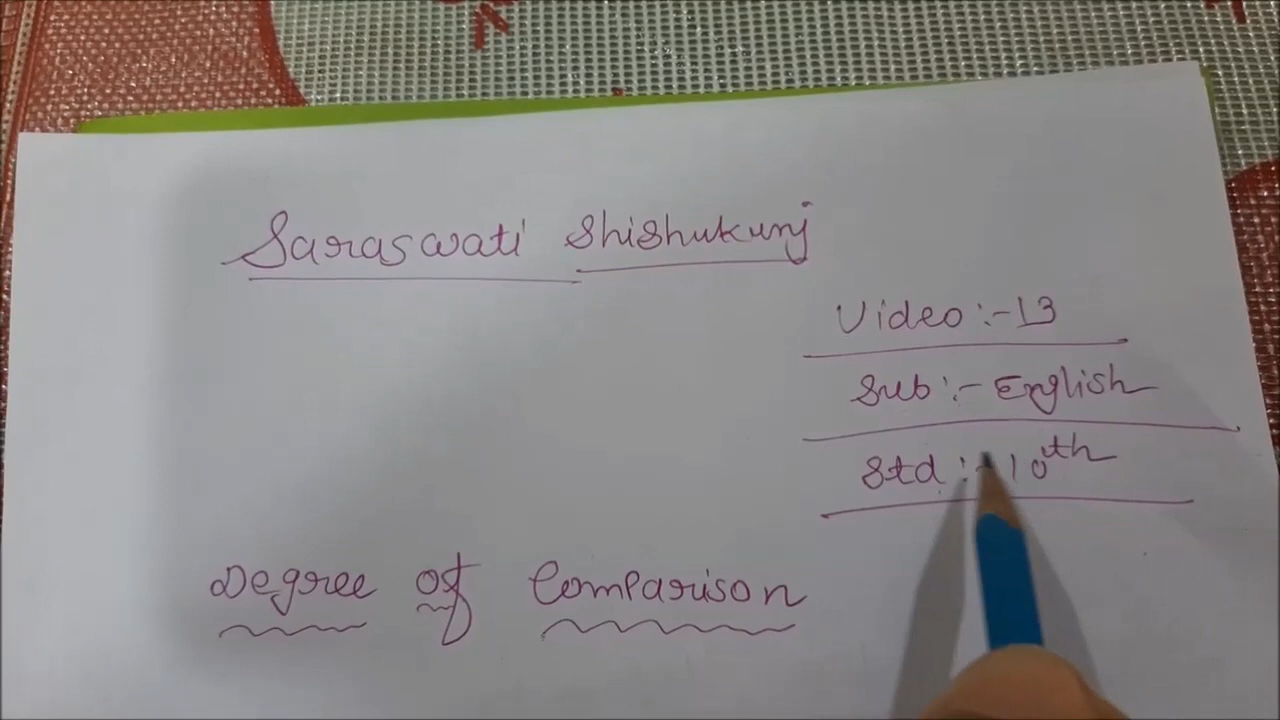 Saraswati Shishukunj
Video :- 13
Sub :- English
Std :- 10th
Degree of Comparison